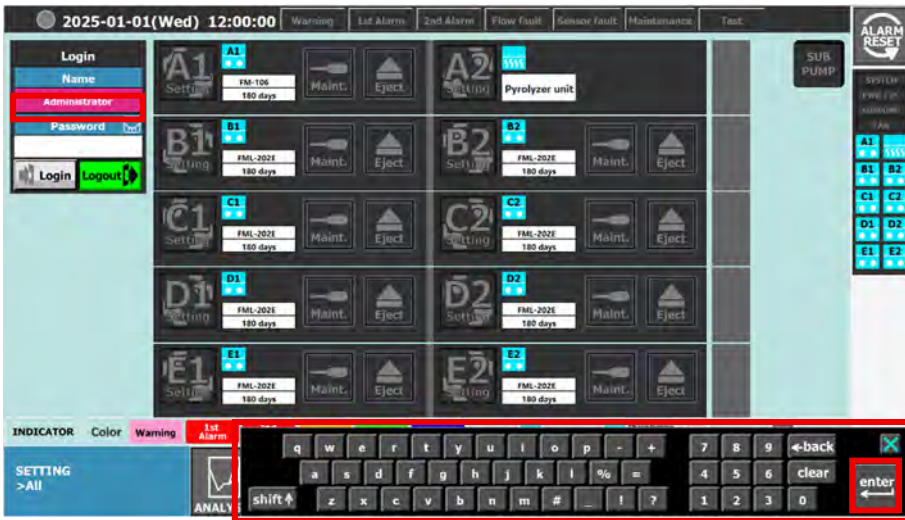 2025-01-01(Wed) 12:00:00 Warning 1st Alarm 2nd Alarm Flow fault Sensor fault Maintenance Test
ALARM
RESET
Login
Name
Administrator
Password
Login Logout
A1 Setting
A1
FM-106
180 days
Maint. Eject
A2 Setting
Pyrolyzer unit
SUB
PUMP
SYSTEM
FAN
B1 Setting
B1
FML-202E
180 days
Maint. Eject
B2 Setting
B2
FML-202E
180 days
Maint. Eject
C1 Setting
C1
FML-202E
180 days
Maint. Eject
C2 Setting
C2
FML-202E
180 days
Maint. Eject
D1 Setting
D1
FML-202E
180 days
Maint. Eject
D2 Setting
D2
FML-202E
180 days
Maint. Eject
E1 Setting
E1
FML-202E
180 days
Maint. Eject
E2 Setting
E2
FML-202E
180 days
Maint. Eject
A1
B1 B2
C1 C2
D1 D2
E1 E2
INDICATOR Color Warning 1st Alarm
SETTING
>All
ANALY
q w e r t y u i o p - + 7 8 9 ←back X
a s d f g h j k l % = 4 5 6 clear enter
shift↑ z x c v b n m # _ ! ? 1 2 3 0